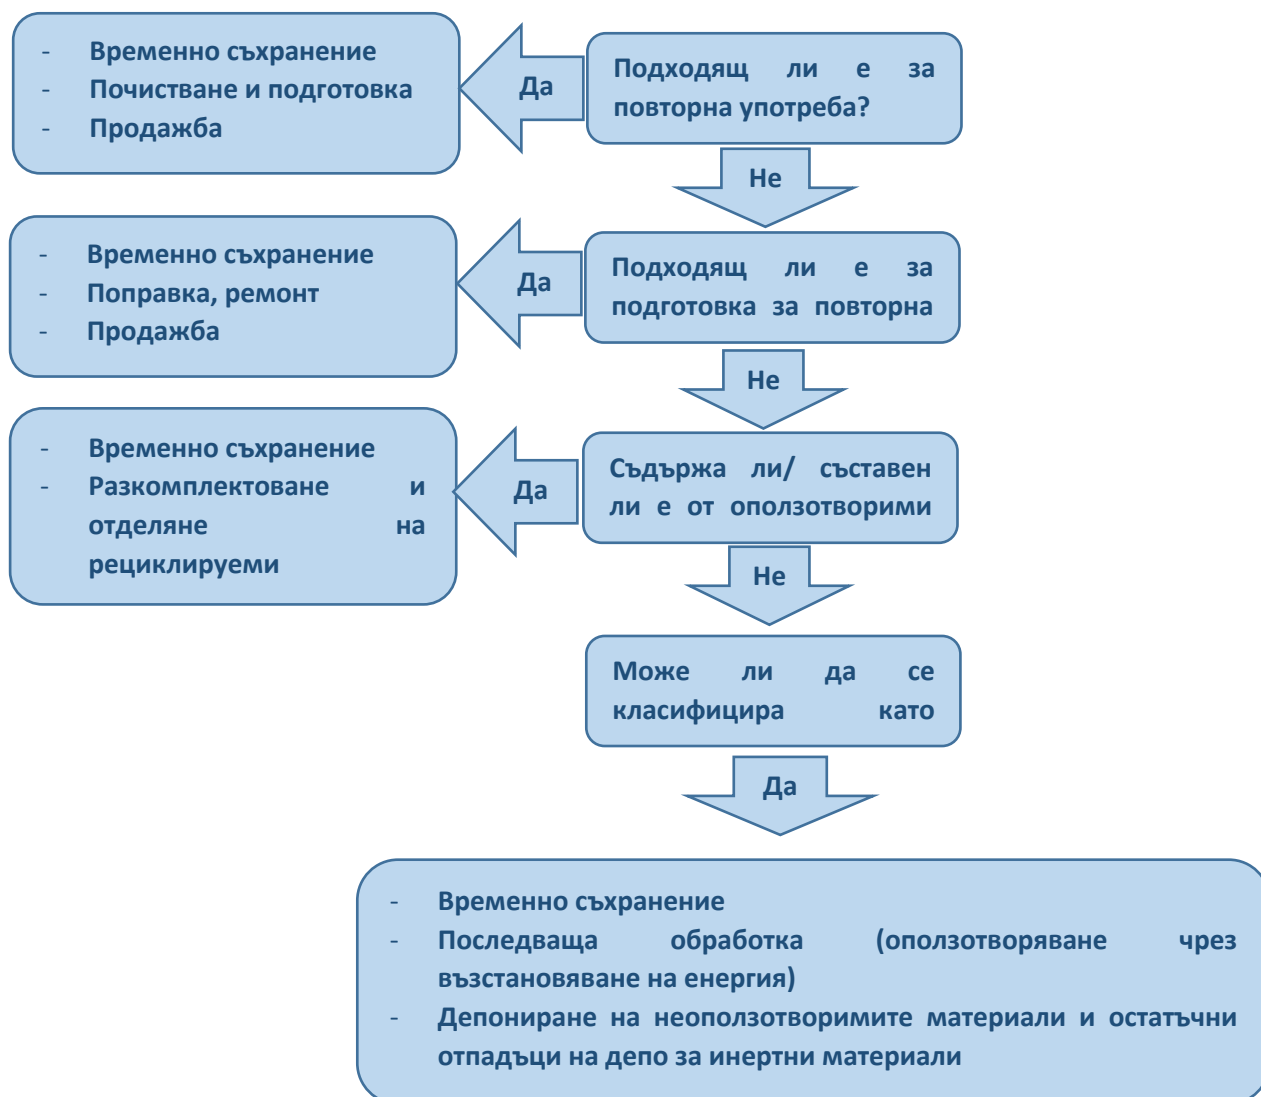 - Временно съхранение
- Почистване и подготовка
- Продажба
Да
Подходящ ли е за
повторна употреба?
Не
- Временно съхранение
- Поправка, ремонт
- Продажба
Да
Подходящ ли е за
подготовка за повторна
Не
- Временно съхранение
- Разкомплектоване и
отделяне на
рециклируеми
Да
Съдържа ли/ съставен
ли е от оползотворими
Не
Може ли да се
класифицира като
Да
- Временно съхранение
- Последваща обработка (оползотворяване чрез
възстановяване на енергия)
- Депониране на неоползотворимите материали и остатъчни
отпадъци на депо за инертни материали